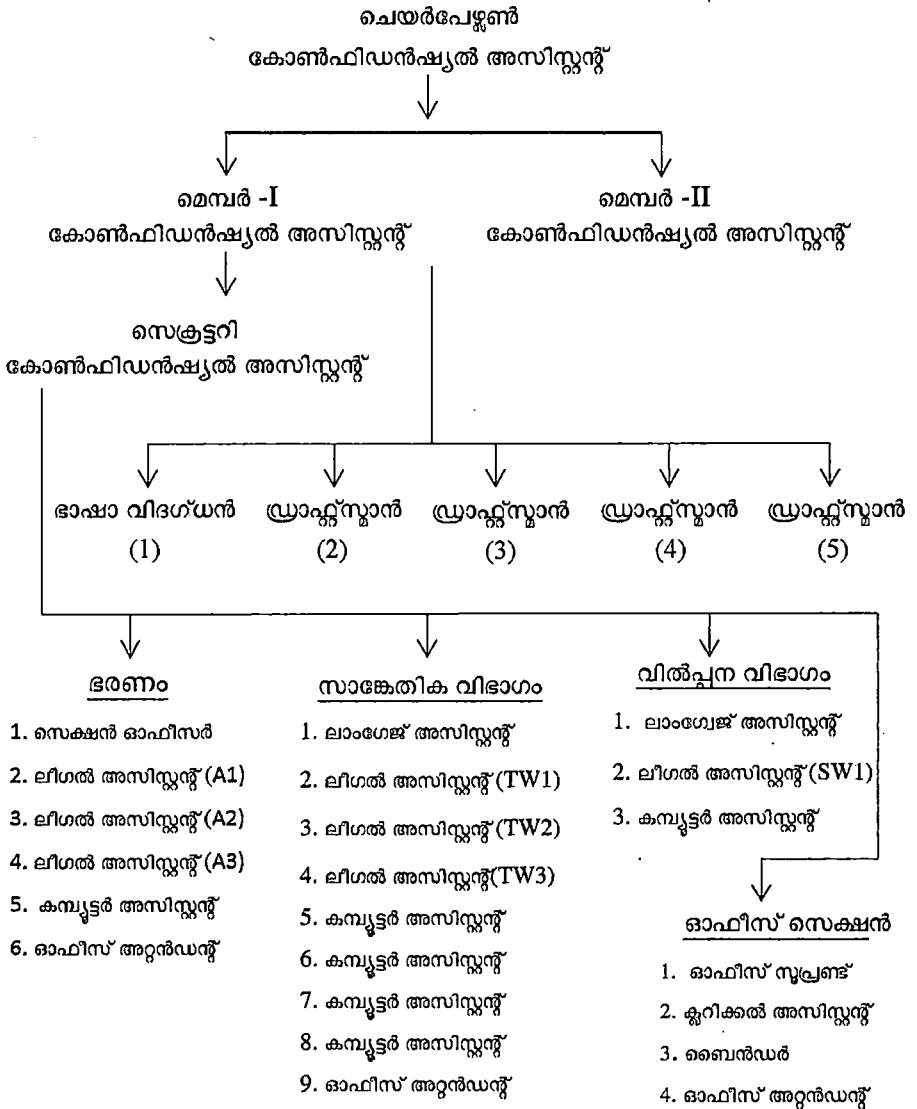 ചെയർപേഴ്സൺ
കോൺഫിഡൻഷ്യൽ അസിസ്റ്റന്റ്
മെമ്പർ -I
കോൺഫിഡൻഷ്യൽ അസിസ്റ്റന്റ്
മെമ്പർ -II
കോൺഫിഡൻഷ്യൽ അസിസ്റ്റന്റ്
സെക്രട്ടറി
കോൺഫിഡൻഷ്യൽ അസിസ്റ്റന്റ്
ഭാഷാ വിദഗ്ധൻ
(1)
ഡ്രാഫ്റ്റ്സ്മാൻ
(2)
ഡ്രാഫ്റ്റ്സ്മാൻ
(3)
ഡ്രാഫ്റ്റ്സ്മാൻ
(4)
ഡ്രാഫ്റ്റ്സ്മാൻ
(5)
ഭരണം
1. സെക്ഷൻ ഓഫീസർ
2. ലീഗൽ അസിസ്റ്റന്റ് (A1)
3. ലീഗൽ അസിസ്റ്റന്റ് (A2)
4. ലീഗൽ അസിസ്റ്റന്റ് (A3)
5. കമ്പ്യൂട്ടർ അസിസ്റ്റന്റ്
6. ഓഫീസ് അറ്റൻഡന്റ്
സാങ്കേതിക വിഭാഗം
1. ലാംഗേജ് അസിസ്റ്റന്റ്
2. ലീഗൽ അസിസ്റ്റന്റ് (TW1)
3. ലീഗൽ അസിസ്റ്റന്റ് (TW2)
4. ലീഗൽ അസിസ്റ്റന്റ്(TW3)
5. കമ്പ്യൂട്ടർ അസിസ്റ്റന്റ്
6. കമ്പ്യൂട്ടർ അസിസ്റ്റന്റ്
7. കമ്പ്യൂട്ടർ അസിസ്റ്റന്റ്
8. കമ്പ്യൂട്ടർ അസിസ്റ്റന്റ്
9. ഓഫീസ് അറ്റൻഡന്റ്
വിൽപ്പന വിഭാഗം
1. ലാംഗ്വേജ് അസിസ്റ്റന്റ്
2. ലീഗൽ അസിസ്റ്റന്റ് (SW1)
3. കമ്പ്യൂട്ടർ അസിസ്റ്റന്റ്
ഓഫീസ് സെക്ഷൻ
1. ഓഫീസ് സൂപ്രണ്ട്
2. ക്ലറിക്കൽ അസിസ്റ്റന്റ്
3. ബൈൻഡർ
4. ഓഫീസ് അറ്റൻഡന്റ്